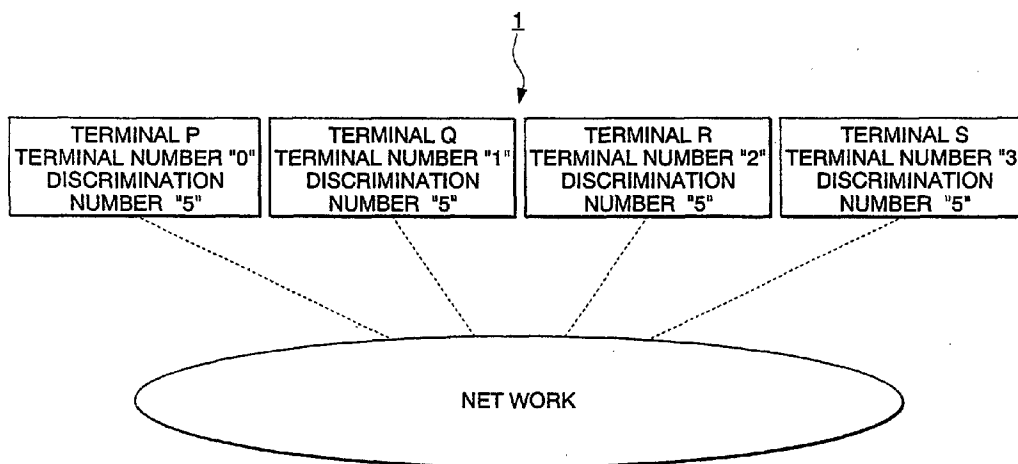 1
TERMINAL P
TERMINAL NUMBER "0"
DISCRIMINATION
NUMBER "5"
TERMINAL Q
TERMINAL NUMBER "1"
DISCRIMINATION
NUMBER "5"
TERMINAL R
TERMINAL NUMBER "2"
DISCRIMINATION
NUMBER "5"
TERMINAL S
TERMINAL NUMBER "3
DISCRIMINATION
NUMBER "5"
NET WORK